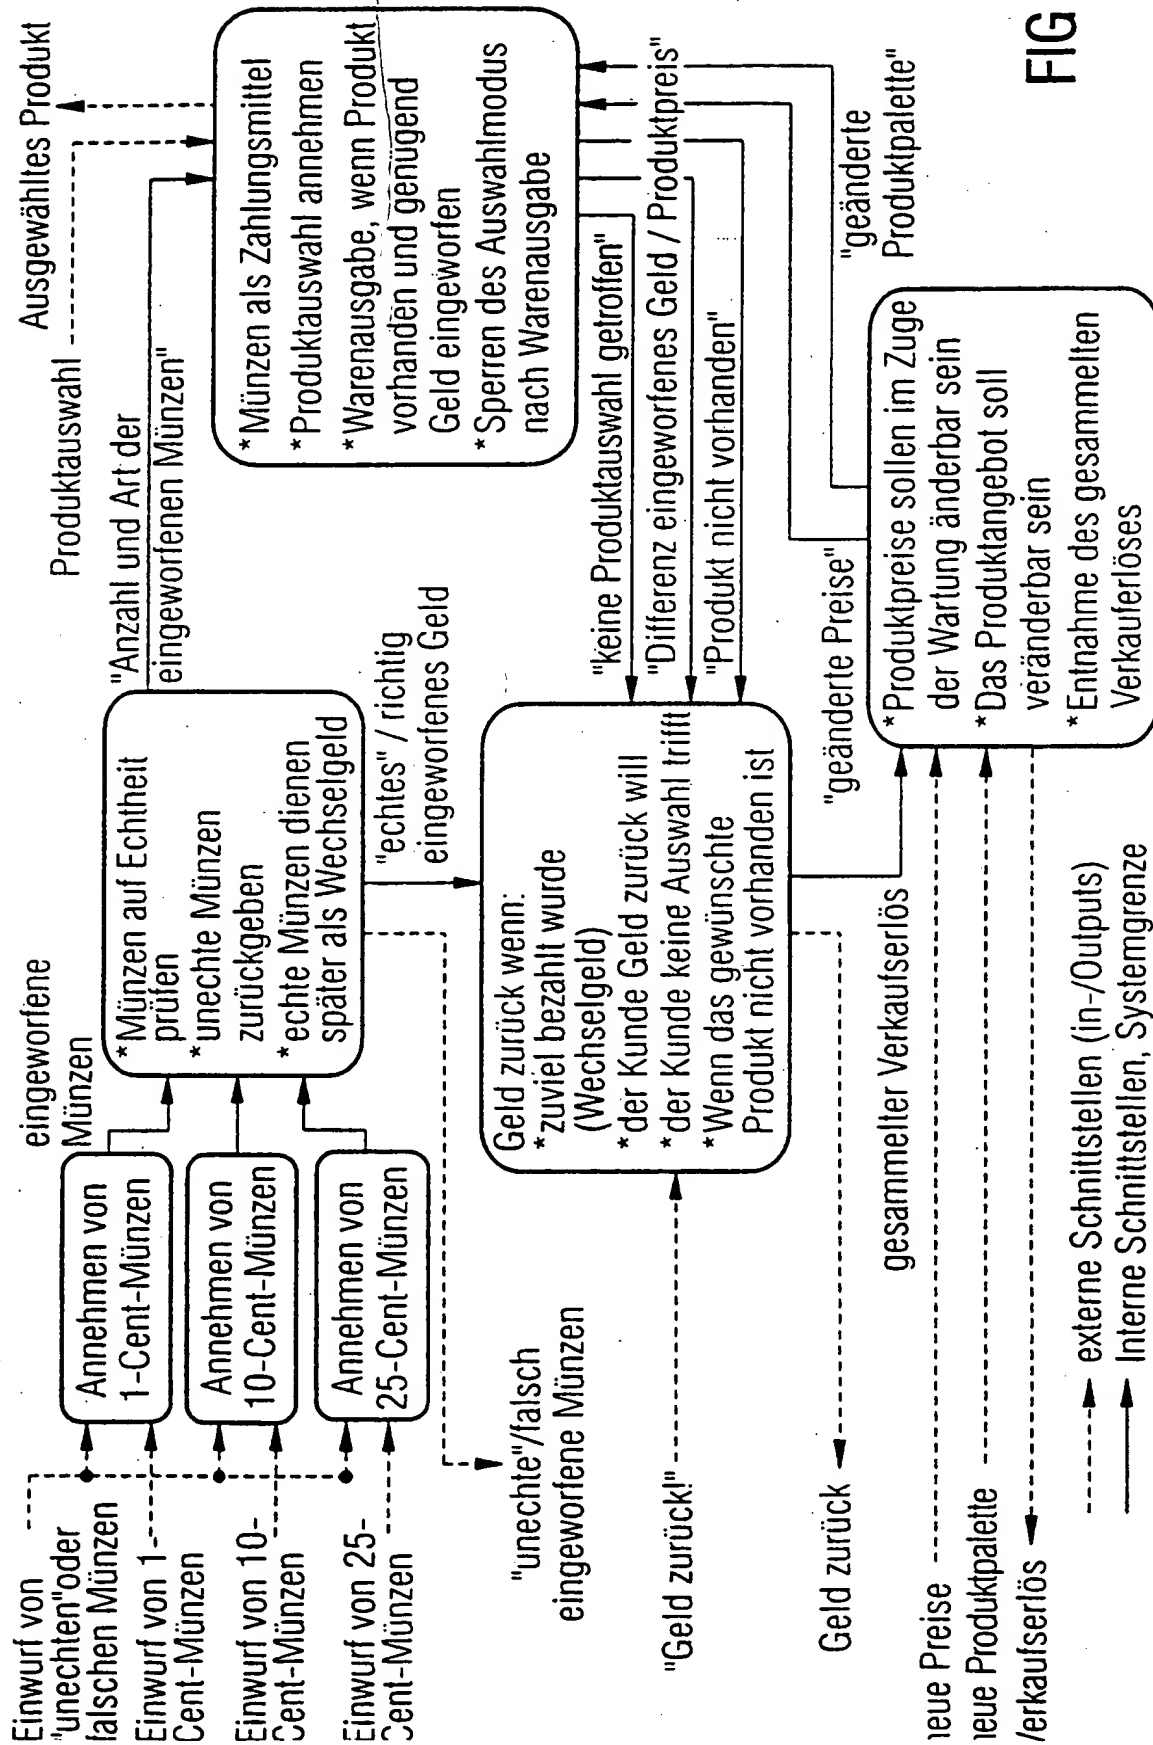 Einwurf von
"unechten"oder
falschen Münzen
Einwurf von 1-
Cent-Münzen
Einwurf von 10-
Cent-Münzen
Einwurf von 25-
Cent-Münzen
Annehmen von
1-Cent-Münzen
Annehmen von
10-Cent-Münzen
Annehmen von
25-Cent-Münzen
eingeworfene
Münzen
*Münzen auf Echtheit
prüfen
*unechte Münzen
zurückgeben
*echte Münzen dienen
später als Wechselgeld
"Anzahl und Art der
eingeworfenen Münzen"
Produktauswahl
Ausgewähltes Produkt
*Münzen als Zahlungsmittel
*Produktauswahl annehmen
*Warenausgabe, wenn Produkt
vorhanden und genügend
Geld eingeworfen
*Sperren des Auswahlmodus
nach Warenausgabe
"echtes" / richtig
eingeworfenes Geld
"unechte"/falsch
eingeworfene Münzen
Geld zurück wenn:
*zuviel bezahlt wurde
(Wechselgeld)
*der Kunde Geld zurück will
*der Kunde keine Auswahl trifft
*Wenn das gewünschte
Produkt nicht vorhanden ist
"keine Produktauswahl getroffen"
"Differenz eingeworfenes Geld / Produktpreis"
"Produkt nicht vorhanden"
"Geld zurück!"
Geld zurück
"geänderte Preise"
"geänderte
Produktpalette"
gesammelter Verkaufserlös
*Produktpreise sollen im Zuge
der Wartung änderbar sein
*Das Produktangebot soll
veränderbar sein
*Entnahme des gesammelten
Verkauferlöses
neue Preise
neue Produktpalette
Verkaufserlös
externe Schnittstellen (in-/Outputs)
Interne Schnittstellen, Systemgrenze
FIG